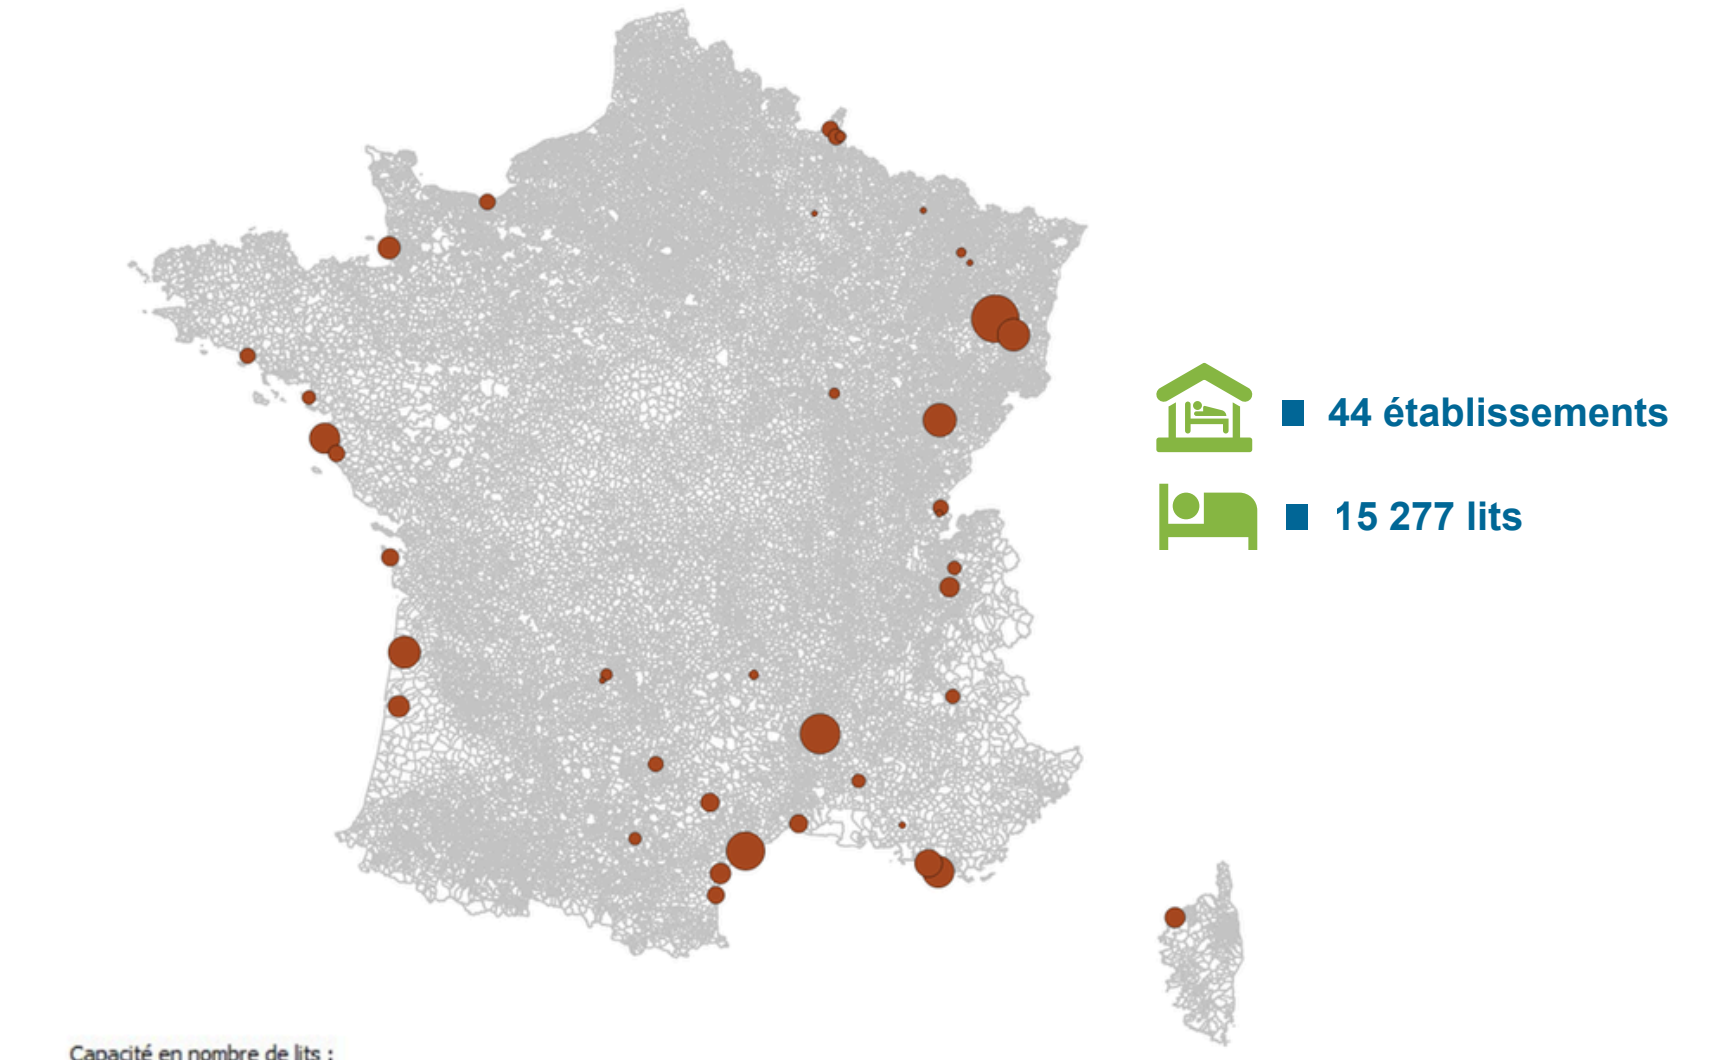 44 établissements
15 277 lits
Capacité en nombre de lits :